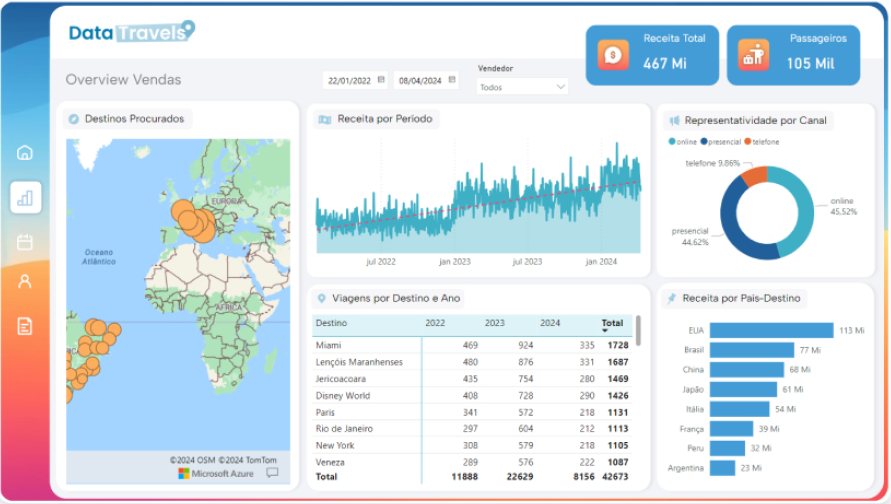 Data Travels
Receita Total
467 Mi
Passageiros
105 Mil
Overview Vendas
22/01/2022
08/04/2024
Vendedor
Todos
Destinos Procurados
EUROPA
Oceano
Atlântico
ÁFRICA
©2024 OSM ©2024 TomTom
Microsoft Azure
Receita por Período
jul 2022 jan 2023 jul 2023 jan 2024
Representatividade por Canal
online presencial telefone
telefone 9.86%
online
45,52%
presencial
44,62%
Viagens por Destino e Ano
Destino 2022 2023 2024 Total
Miami 469 924 335 1728
Lençóis Maranhenses 480 876 331 1687
Jericoacoara 435 754 280 1469
Disney World 408 728 290 1426
Paris 341 572 218 1131
Rio de Janeiro 297 604 212 1113
New York 308 579 218 1105
Veneza 289 576 222 1087
Total 11888 22629 8156 42673
Receita por País-Destino
EUA 113 Mi
Brasil 77 Mi
China 68 Mi
Japão 61 Mi
Itália 54 Mi
França 39 Mi
Peru 32 Mi
Argentina 23 Mi